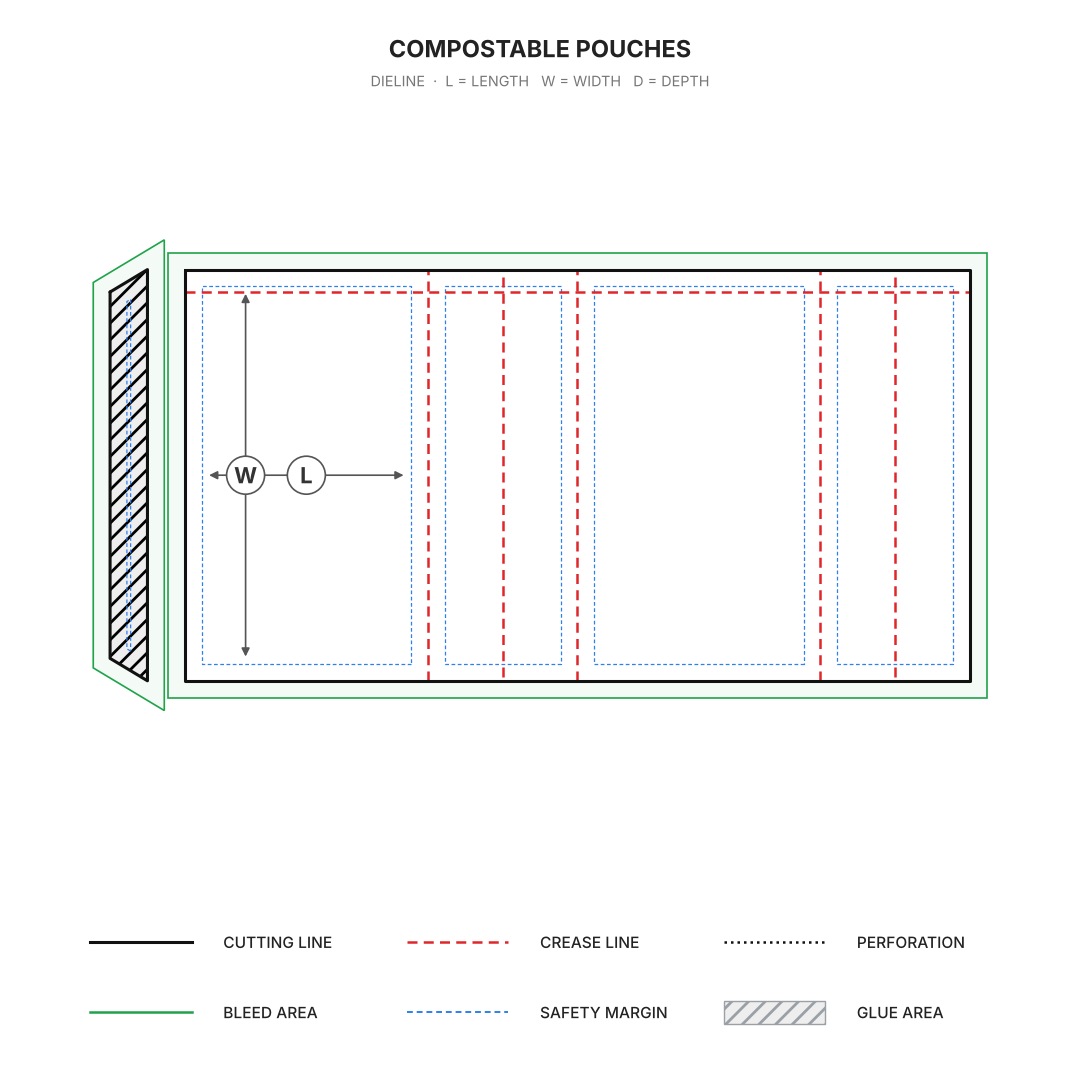 COMPOSTABLE POUCHES
DIELINE · L = LENGTH W = WIDTH D = DEPTH
W L
CUTTING LINE CREASE LINE PERFORATION
BLEED AREA SAFETY MARGIN GLUE AREA